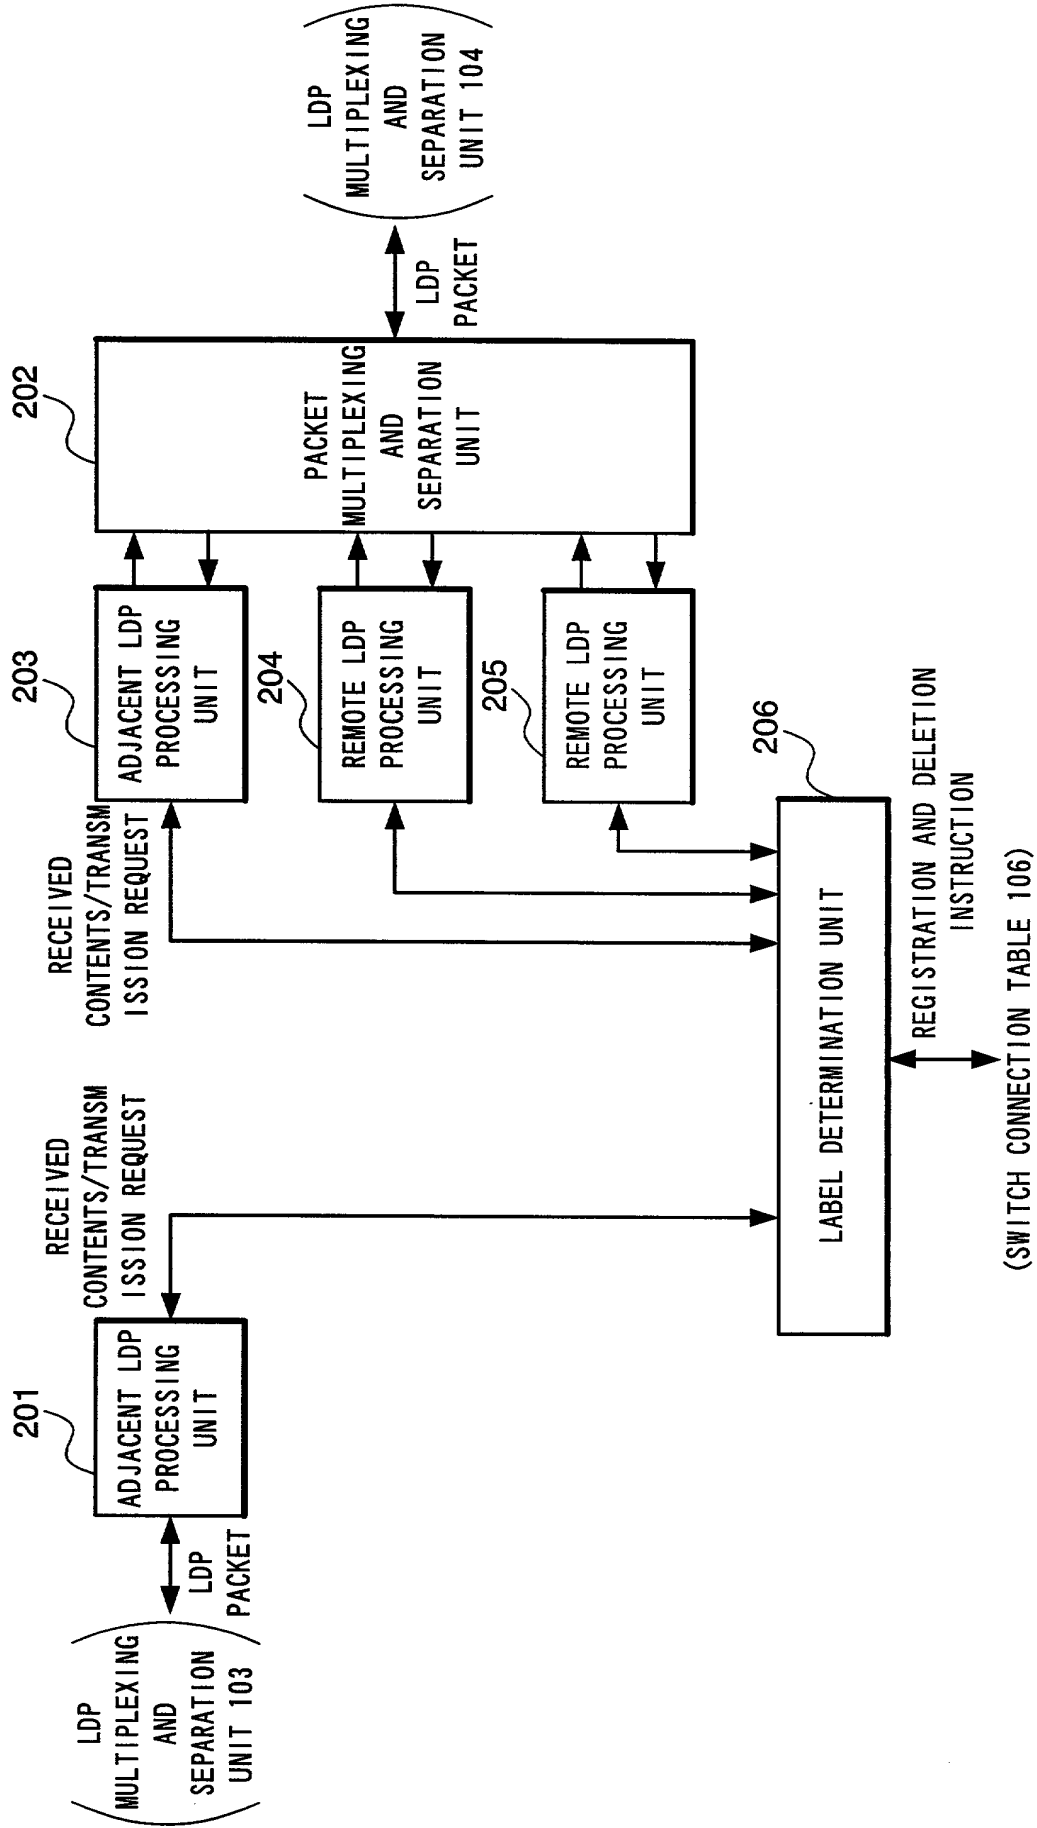 201
ADJACENT LDP
PROCESSING
UNIT
LDP
MULTIPLEXING
AND
SEPARATION
UNIT 103
LDP
PACKET
RECEIVED
CONTENTS/TRANSM
ISSION REQUEST
RECEIVED
CONTENTS/TRANSM
ISSION REQUEST
203
ADJACENT LDP
PROCESSING
UNIT
204
REMOTE LDP
PROCESSING
UNIT
205
REMOTE LDP
PROCESSING
UNIT
202
PACKET
MULTIPLEXING
AND
SEPARATION
UNIT
LDP
PACKET
LDP
MULTIPLEXING
AND
SEPARATION
UNIT 104
206
LABEL DETERMINATION UNIT
REGISTRATION AND DELETION
INSTRUCTION
(SWITCH CONNECTION TABLE 106)